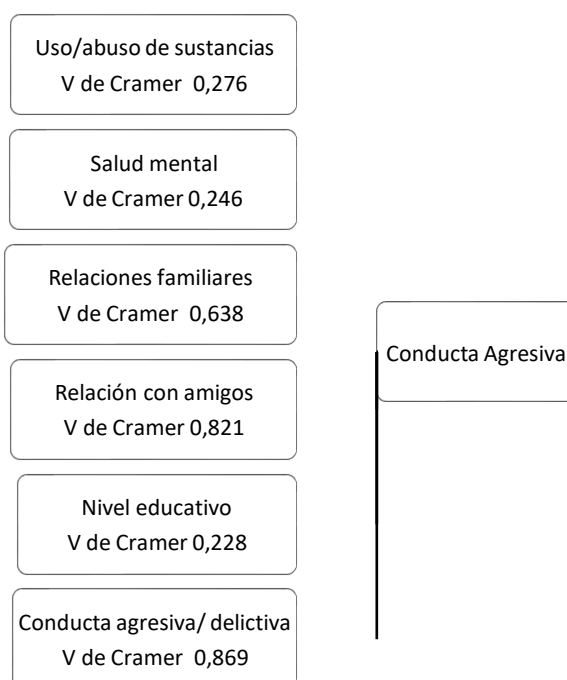 Uso/abuso de sustancias
V de Cramer 0,276
Salud mental
V de Cramer 0,246
Relaciones familiares
V de Cramer 0,638
Relación con amigos
V de Cramer 0,821
Nivel educativo
V de Cramer 0,228
Conducta agresiva/ delictiva
V de Cramer 0,869
Conducta Agresiva